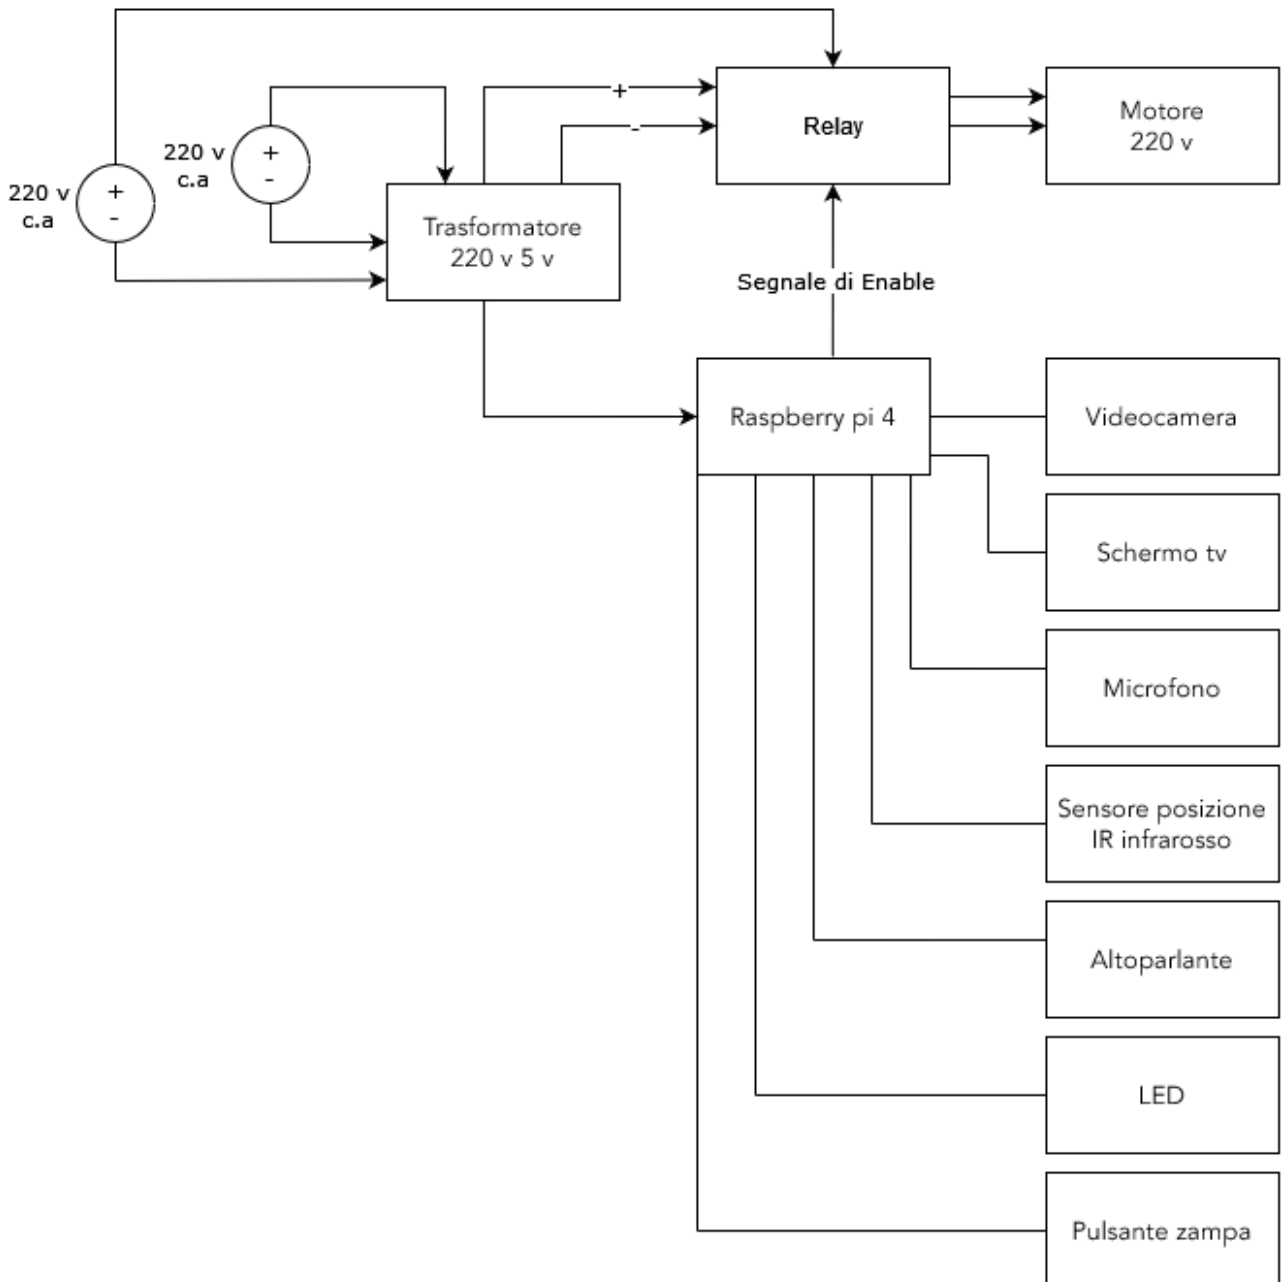 +
-
Relay
Motore
220 v
220 v
c.a
+
-
220 v
c.a
+
-
Trasformatore
220 v 5 v
Segnale di Enable
Raspberry pi 4
Videocamera
Schermo tv
Microfono
Sensore posizione
IR infrarosso
Altoparlante
LED
Pulsante zampa